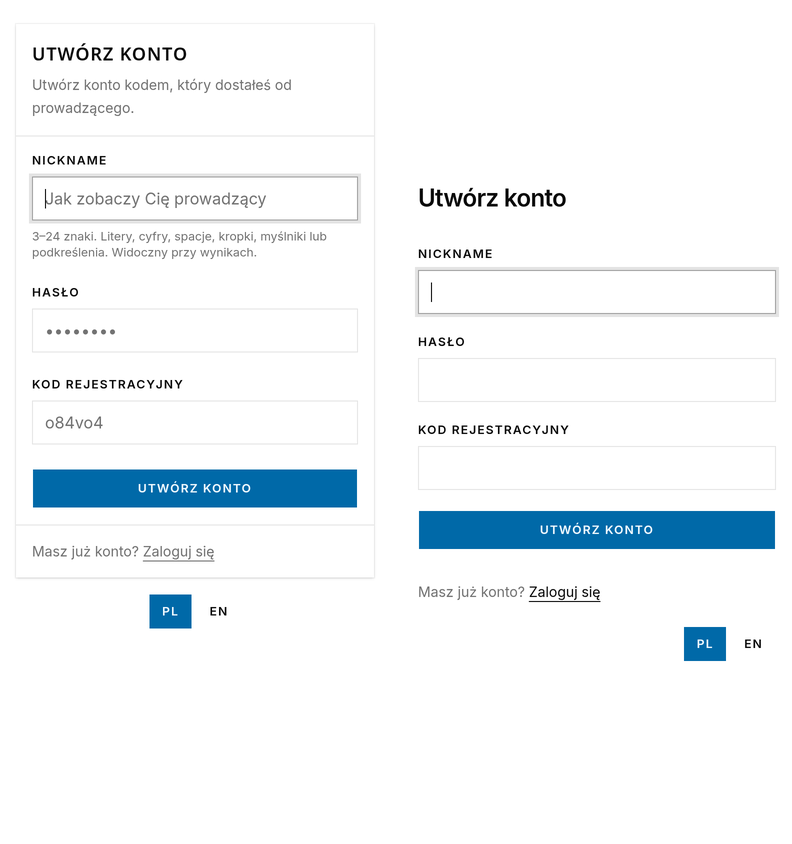 UTWÓRZ KONTO
Utwórz konto kodem, który dostałeś od
prowadzącego.
NICKNAME
Jak zobaczy Cię prowadzący
3–24 znaki. Litery, cyfry, spacje, kropki, myślniki lub
podkreślenia. Widoczny przy wynikach.
HASŁO
••••••••
KOD REJESTRACYJNY
o84vo4
UTWÓRZ KONTO
Masz już konto? Zaloguj się
PL EN
Utwórz konto
NICKNAME
HASŁO
KOD REJESTRACYJNY
UTWÓRZ KONTO
Masz już konto? Zaloguj się
PL EN